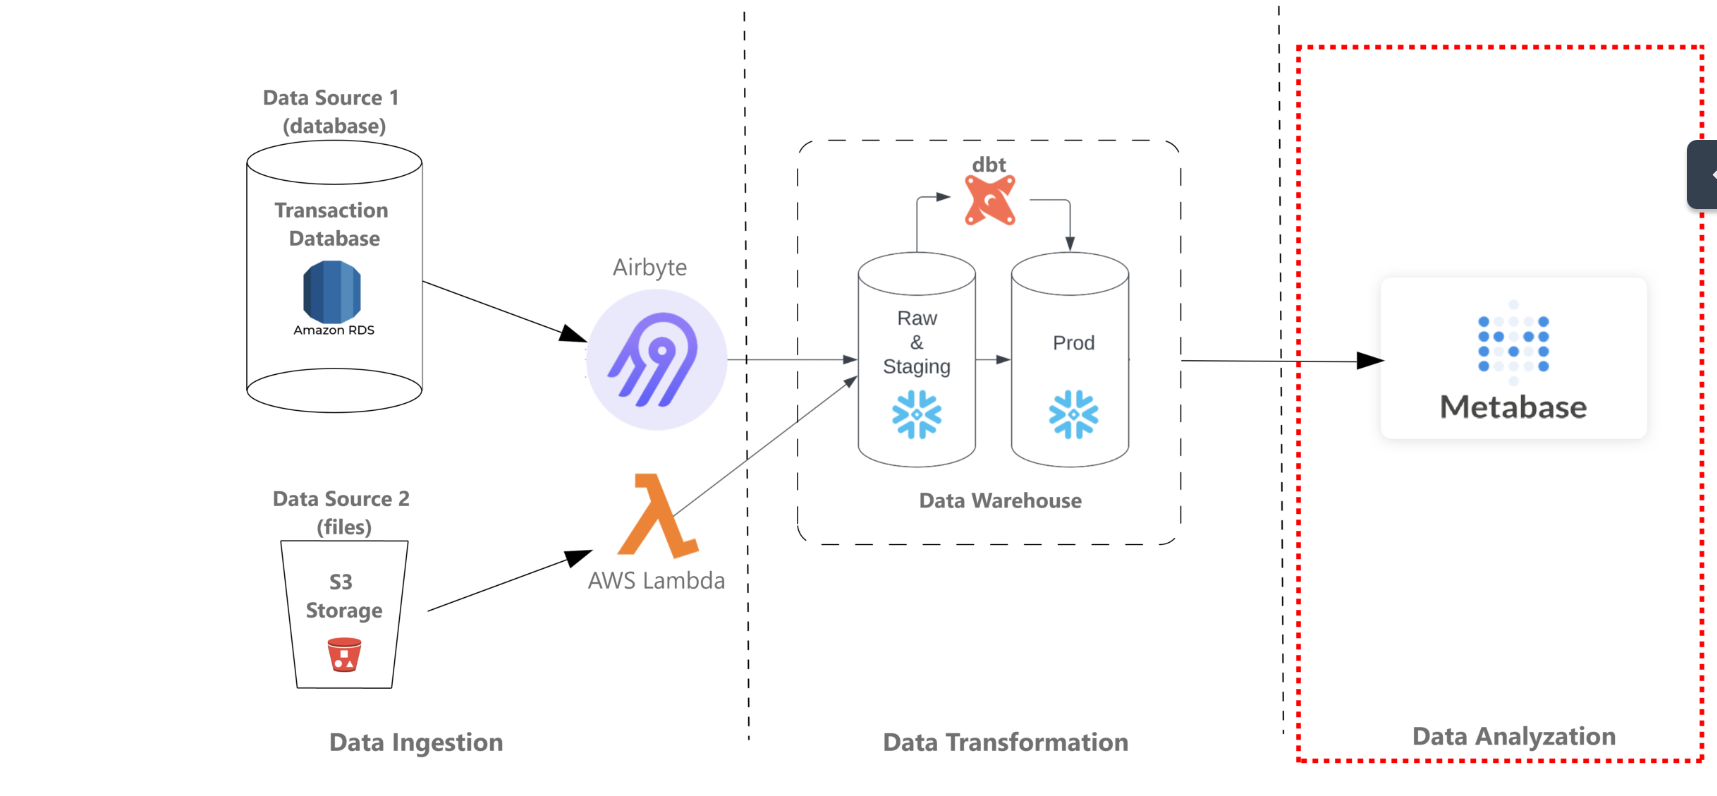 Data Source 1
(database)
Transaction
Database
Amazon RDS
Airbyte
Data Source 2
(files)
S3
Storage
AWS Lambda
Data Ingestion
dbt
Raw
&
Staging
Prod
Data Warehouse
Data Transformation
Metabase
Data Analyzation